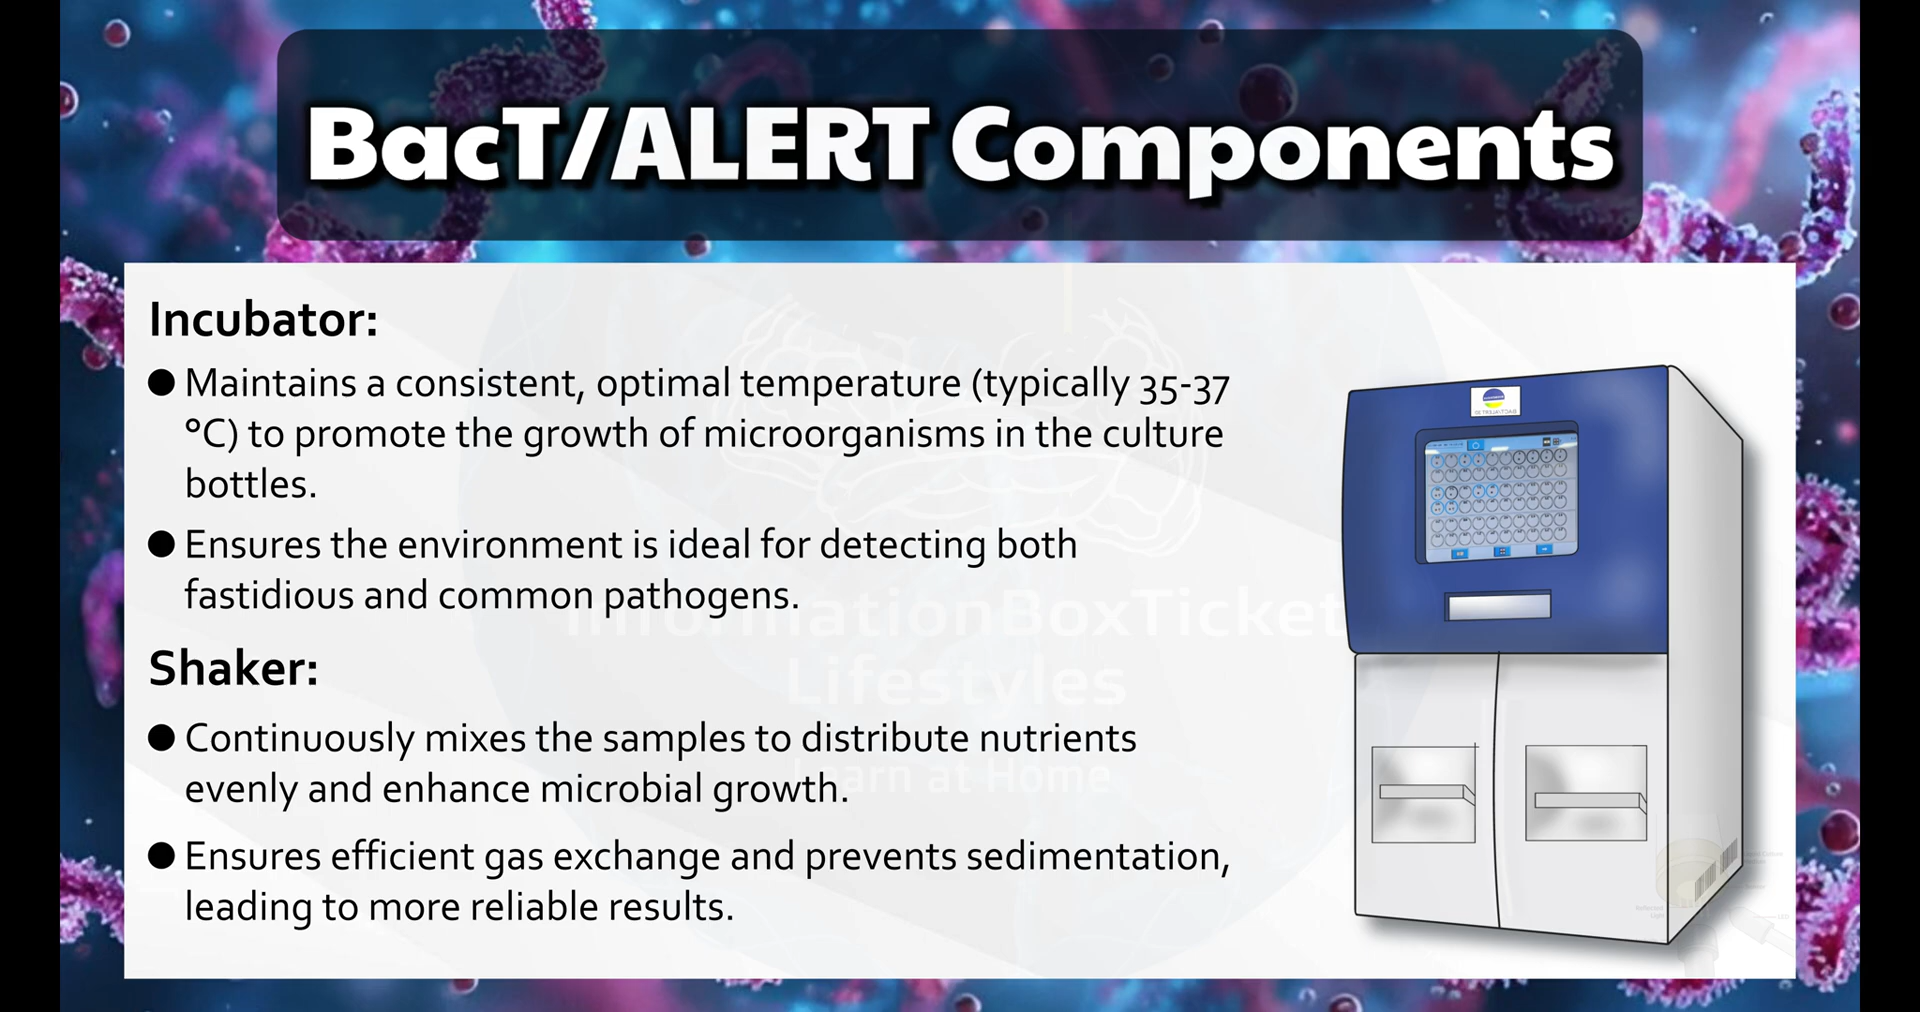 BacT/ALERT Components
Incubator:
● Maintains a consistent, optimal temperature (typically 35-37
°C) to promote the growth of microorganisms in the culture
bottles.
● Ensures the environment is ideal for detecting both
fastidious and common pathogens.
InformationBoxTicket
Lifestyles
Shaker:
● Continuously mixes the samples to distribute nutrients
evenly and enhance microbial growth.
Learn at Home
● Ensures efficient gas exchange and prevents sedimentation,
leading to more reliable results.
Reflected
Light
LED